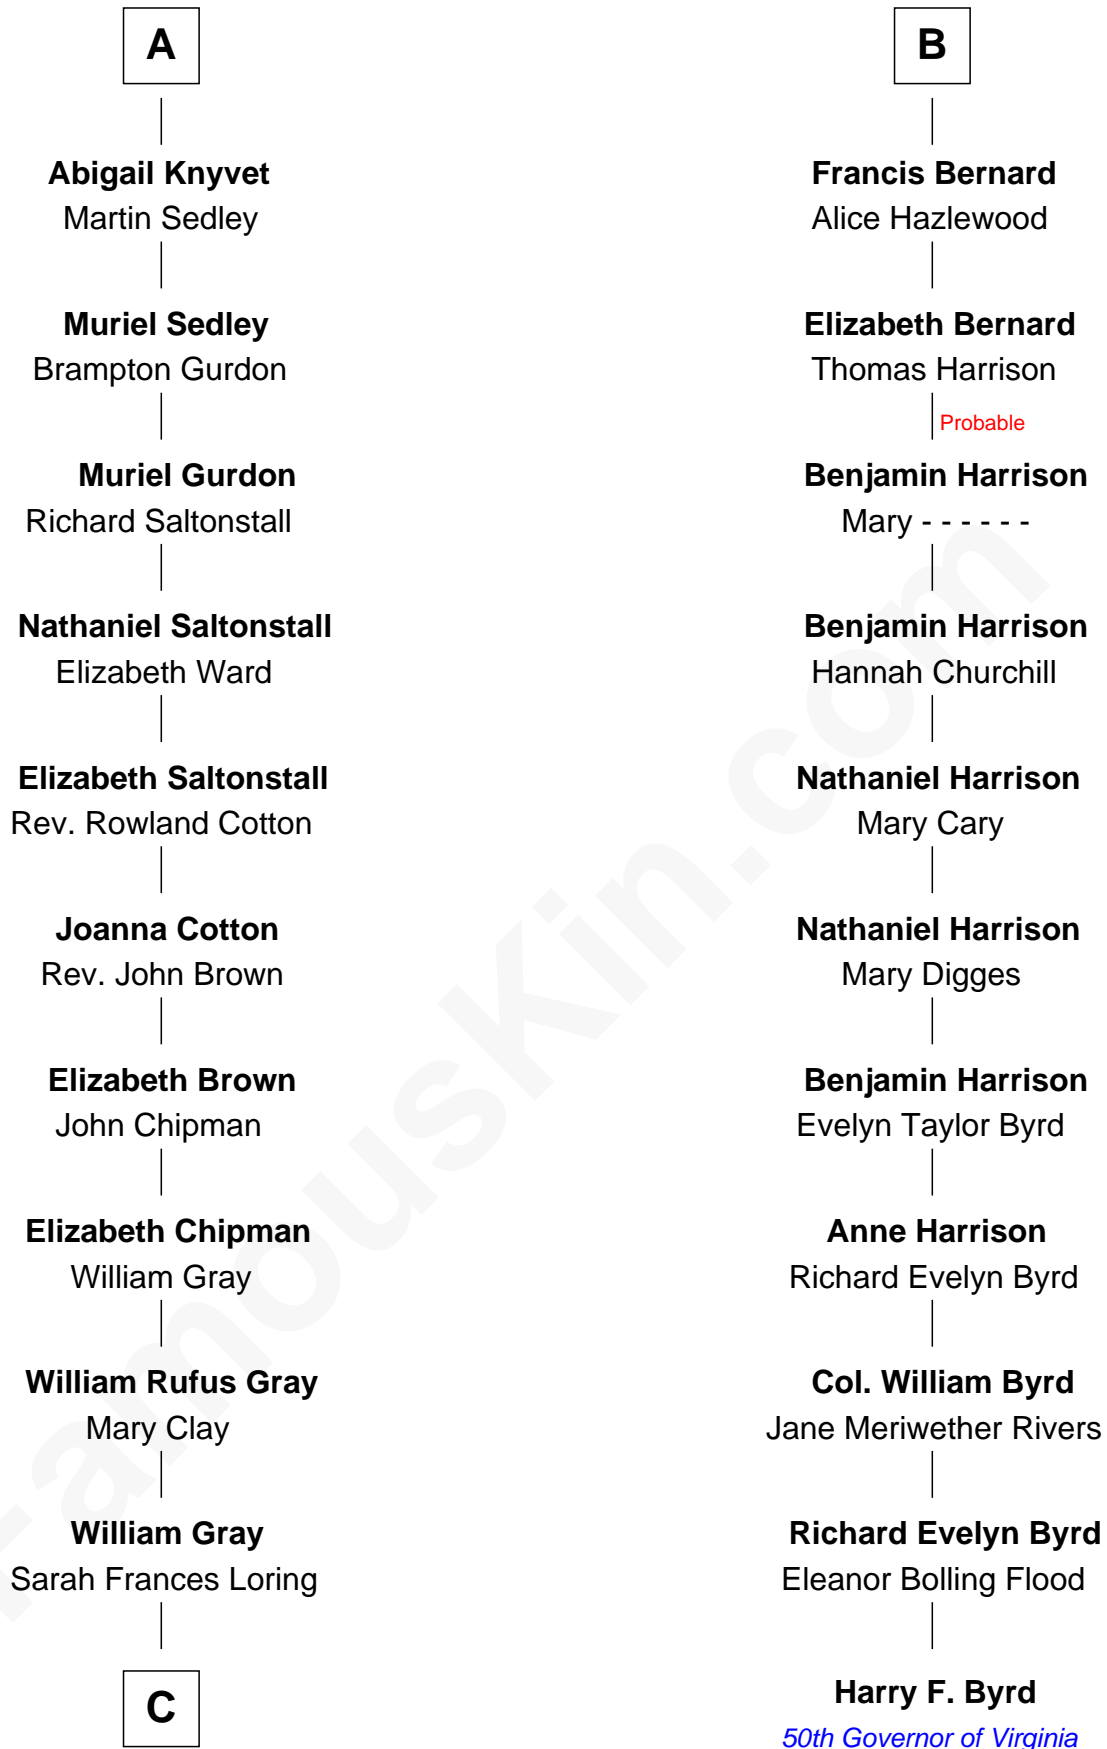 A
Abigail Knyvet
Martin Sedley
Muriel Sedley
Brampton Gurdon
Muriel Gurdon
Richard Saltonstall
Nathaniel Saltonstall
Elizabeth Ward
Elizabeth Saltonstall
Rev. Rowland Cotton
Joanna Cotton
Rev. John Brown
Elizabeth Brown
John Chipman
Elizabeth Chipman
William Gray
William Rufus Gray
Mary Clay
William Gray
Sarah Frances Loring
C
B
Francis Bernard
Alice Hazlewood
Elizabeth Bernard
Thomas Harrison
Probable
Benjamin Harrison
Mary - - - - - -
Benjamin Harrison
Hannah Churchill
Nathaniel Harrison
Mary Cary
Nathaniel Harrison
Mary Digges
Benjamin Harrison
Evelyn Taylor Byrd
Anne Harrison
Richard Evelyn Byrd
Col. William Byrd
Jane Meriwether Rivers
Richard Evelyn Byrd
Eleanor Bolling Flood
Harry F. Byrd
50th Governor of Virginia
FamousKin.com